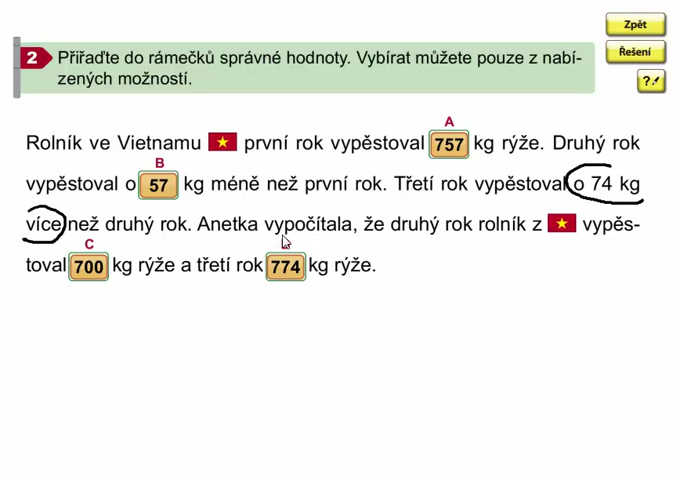 Zpět
Řešení
?
2 Přiřaďte do rámečků správné hodnoty. Vybírat můžete pouze z nabí-
zených možností.
A
Rolník ve Vietnamu první rok vypěstoval 757 kg rýže. Druhý rok
B
vypěstoval o 57 kg méně než první rok. Třetí rok vypěstoval o 74 kg
více než druhý rok. Anetka vypočítala, že druhý rok rolník z vypěs-
C
toval 700 kg rýže a třetí rok 774 kg rýže.